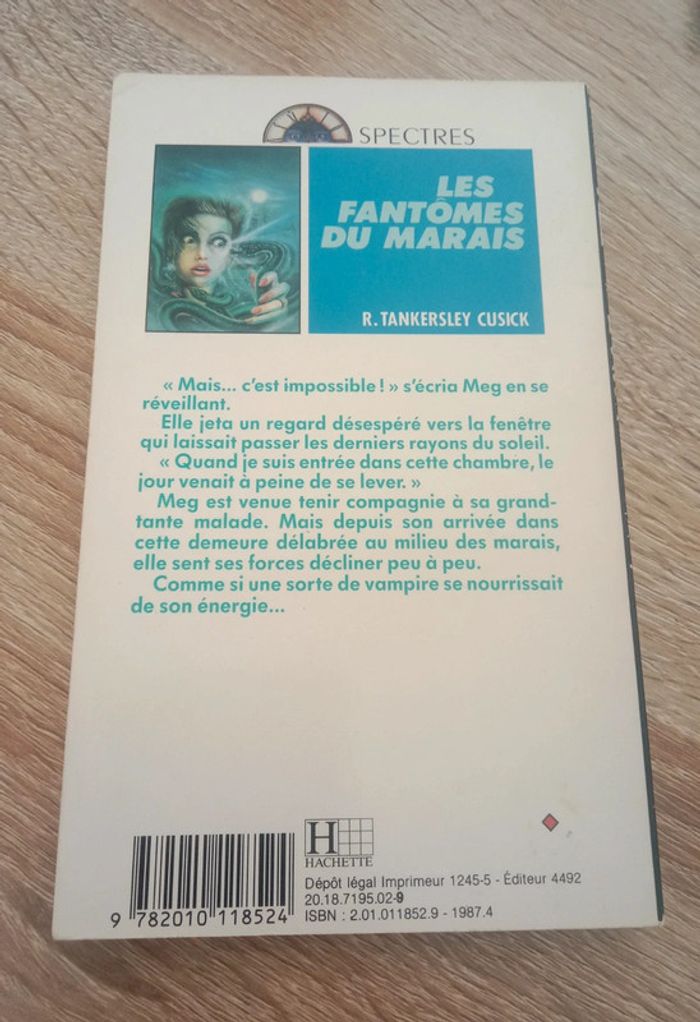 SPECTRES
LES
FANTÔMES
DU MARAIS
R. TANKERSLEY CUSICK
« Mais... c'est impossible ! » s'écria Meg en se
réveillant.
Elle jeta un regard désespéré vers la fenêtre
qui laissait passer les derniers rayons du soleil.
« Quand je suis entrée dans cette chambre, le
jour venait à peine de se lever. »
Meg est venue tenir compagnie à sa grand-
tante malade. Mais depuis son arrivée dans
cette demeure délabrée au milieu des marais,
elle sent ses forces décliner peu à peu.
Comme si une sorte de vampire se nourrissait
de son énergie...
H
HACHETTE
Dépôt légal Imprimeur 1245-5 - Éditeur 4492
20.18.7195.02-9
ISBN : 2.01.011852.9 - 1987.4
9 782010 118524